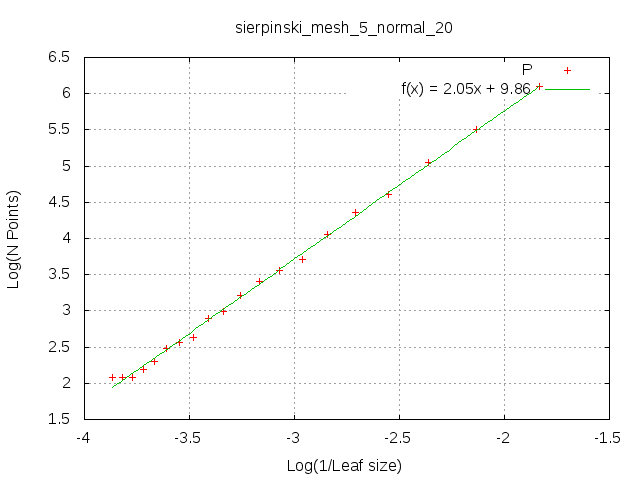 sierpinski_mesh_5_normal_20
P
f(x) = 2.05x + 9.86
6.5
6
5.5
5
4.5
4
3.5
3
2.5
2
1.5
Log(N Points)
-4 -3.5 -3 -2.5 -2 -1.5
Log(1/Leaf size)